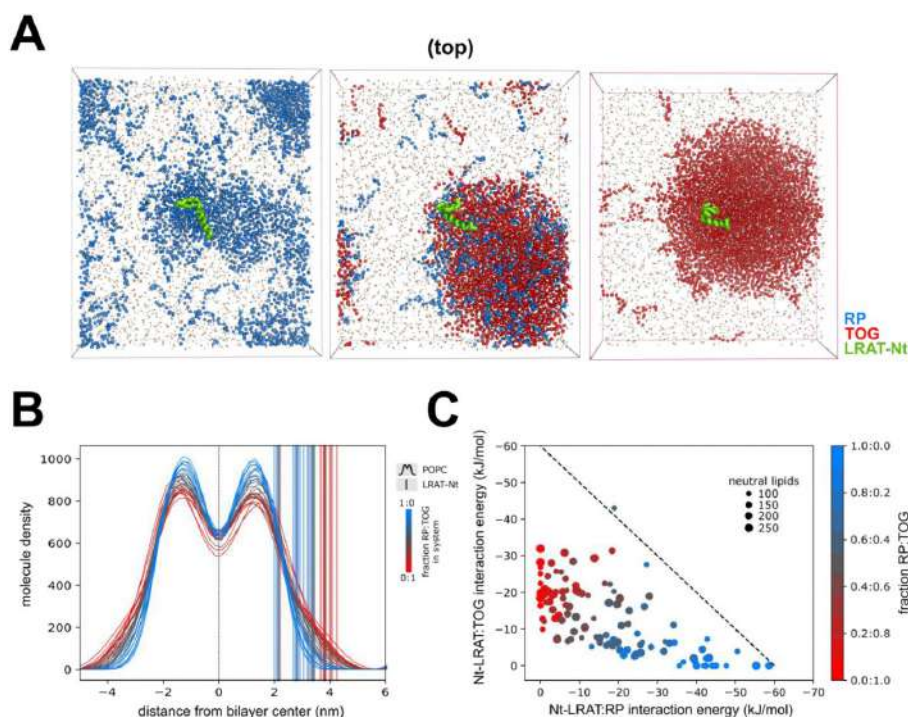 A
(top)
RP
TOG
LRAT-Nt
B
1000
800
600
400
200
0
molecule density
−4
−2
0
2
4
6
distance from bilayer center (nm)
POPC
LRAT-Nt
1:0
0:1
fraction RP:TOG
in system
C
−60
−50
−40
−30
−20
−10
0
Nt-LRAT:TOG interaction energy (kJ/mol)
neutral lipids
100
150
200
250
0
−10
−20
−30
−40
−50
−60
−70
Nt-LRAT:RP interaction energy (kJ/mol)
1.0:0.0
0.8:0.2
0.6:0.4
0.4:0.6
0.2:0.8
0.0:1.0
fraction RP:TOG